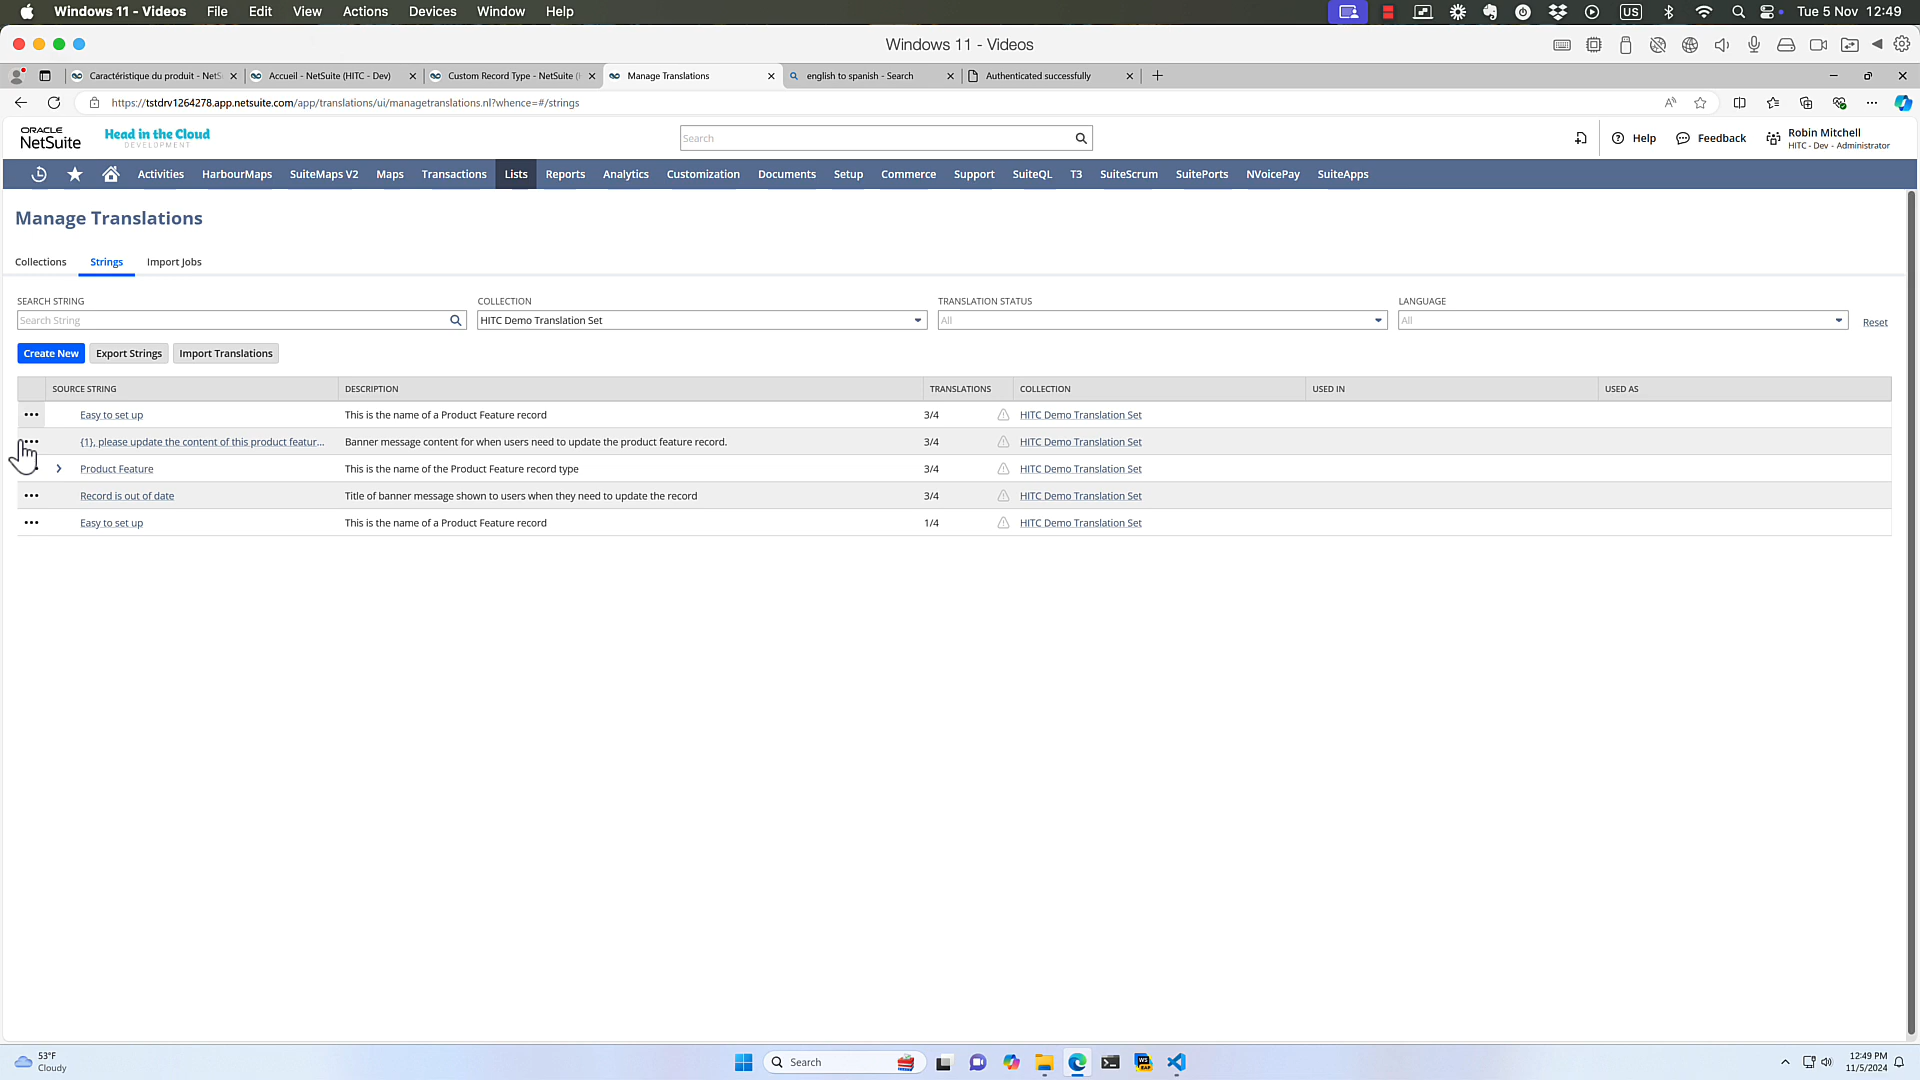 Windows 11 - Videos File Edit View Actions Devices Window Help US Tue 5 Nov 12:49
Windows 11 - Videos
Caractéristique du produit - NetS Accueil - NetSuite (HITC - Dev) Custom Record Type - NetSuite ( Manage Translations english to spanish - Search Authenticated successfully
https://tstdrv1264278.app.netsuite.com/app/translations/ui/managetranslations.nl?whence=#/strings
ORACLE
NetSuite
Head in the Cloud
DEVELOPMENT
Search
Help Feedback
Robin Mitchell
HITC - Dev - Administrator
Activities HarbourMaps SuiteMaps V2 Maps Transactions Lists Reports Analytics Customization Documents Setup Commerce Support SuiteQL T3 SuiteScrum SuitePorts NVoicePay SuiteApps
Manage Translations
Collections Strings Import Jobs
SEARCH STRING COLLECTION TRANSLATION STATUS LANGUAGE
Search String HITC Demo Translation Set All All Reset
Create New Export Strings Import Translations
SOURCE STRING DESCRIPTION TRANSLATIONS COLLECTION USED IN USED AS
Easy to set up This is the name of a Product Feature record 3/4 HITC Demo Translation Set
{1}, please update the content of this product featur... Banner message content for when users need to update the product feature record. 3/4 HITC Demo Translation Set
Product Feature This is the name of the Product Feature record type 3/4 HITC Demo Translation Set
Record is out of date Title of banner message shown to users when they need to update the record 3/4 HITC Demo Translation Set
Easy to set up This is the name of a Product Feature record 1/4 HITC Demo Translation Set
53°F
Cloudy
Search
12:49 PM
11/5/2024